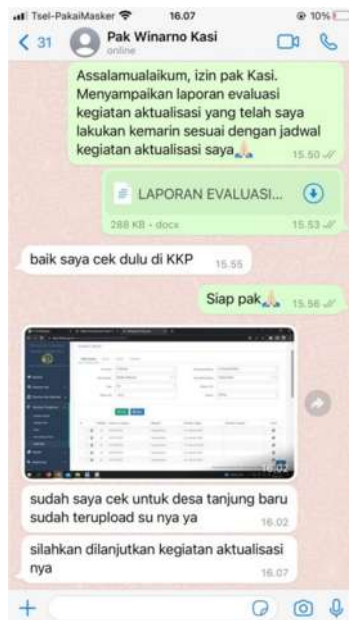 Tsel-PakaiMasker
16.07
10%
31
Pak Winarno Kasi
online
Assalamualaikum, izin pak Kasi.
Menyampaikan laporan evaluasi
kegiatan aktualisasi yang telah saya
lakukan kemarin sesuai dengan jadwal
kegiatan aktualisasi saya🙏🏻
15.50
LAPORAN EVALUASI...
288 KB • docx
15.53
baik saya cek dulu di KKP
15.55
Siap pak🙏🏻
15.56
16.02
sudah saya cek untuk desa tanjung baru
sudah terupload su nya ya
16.02
silahkan dilanjutkan kegiatan aktualisasi
nya
16.07